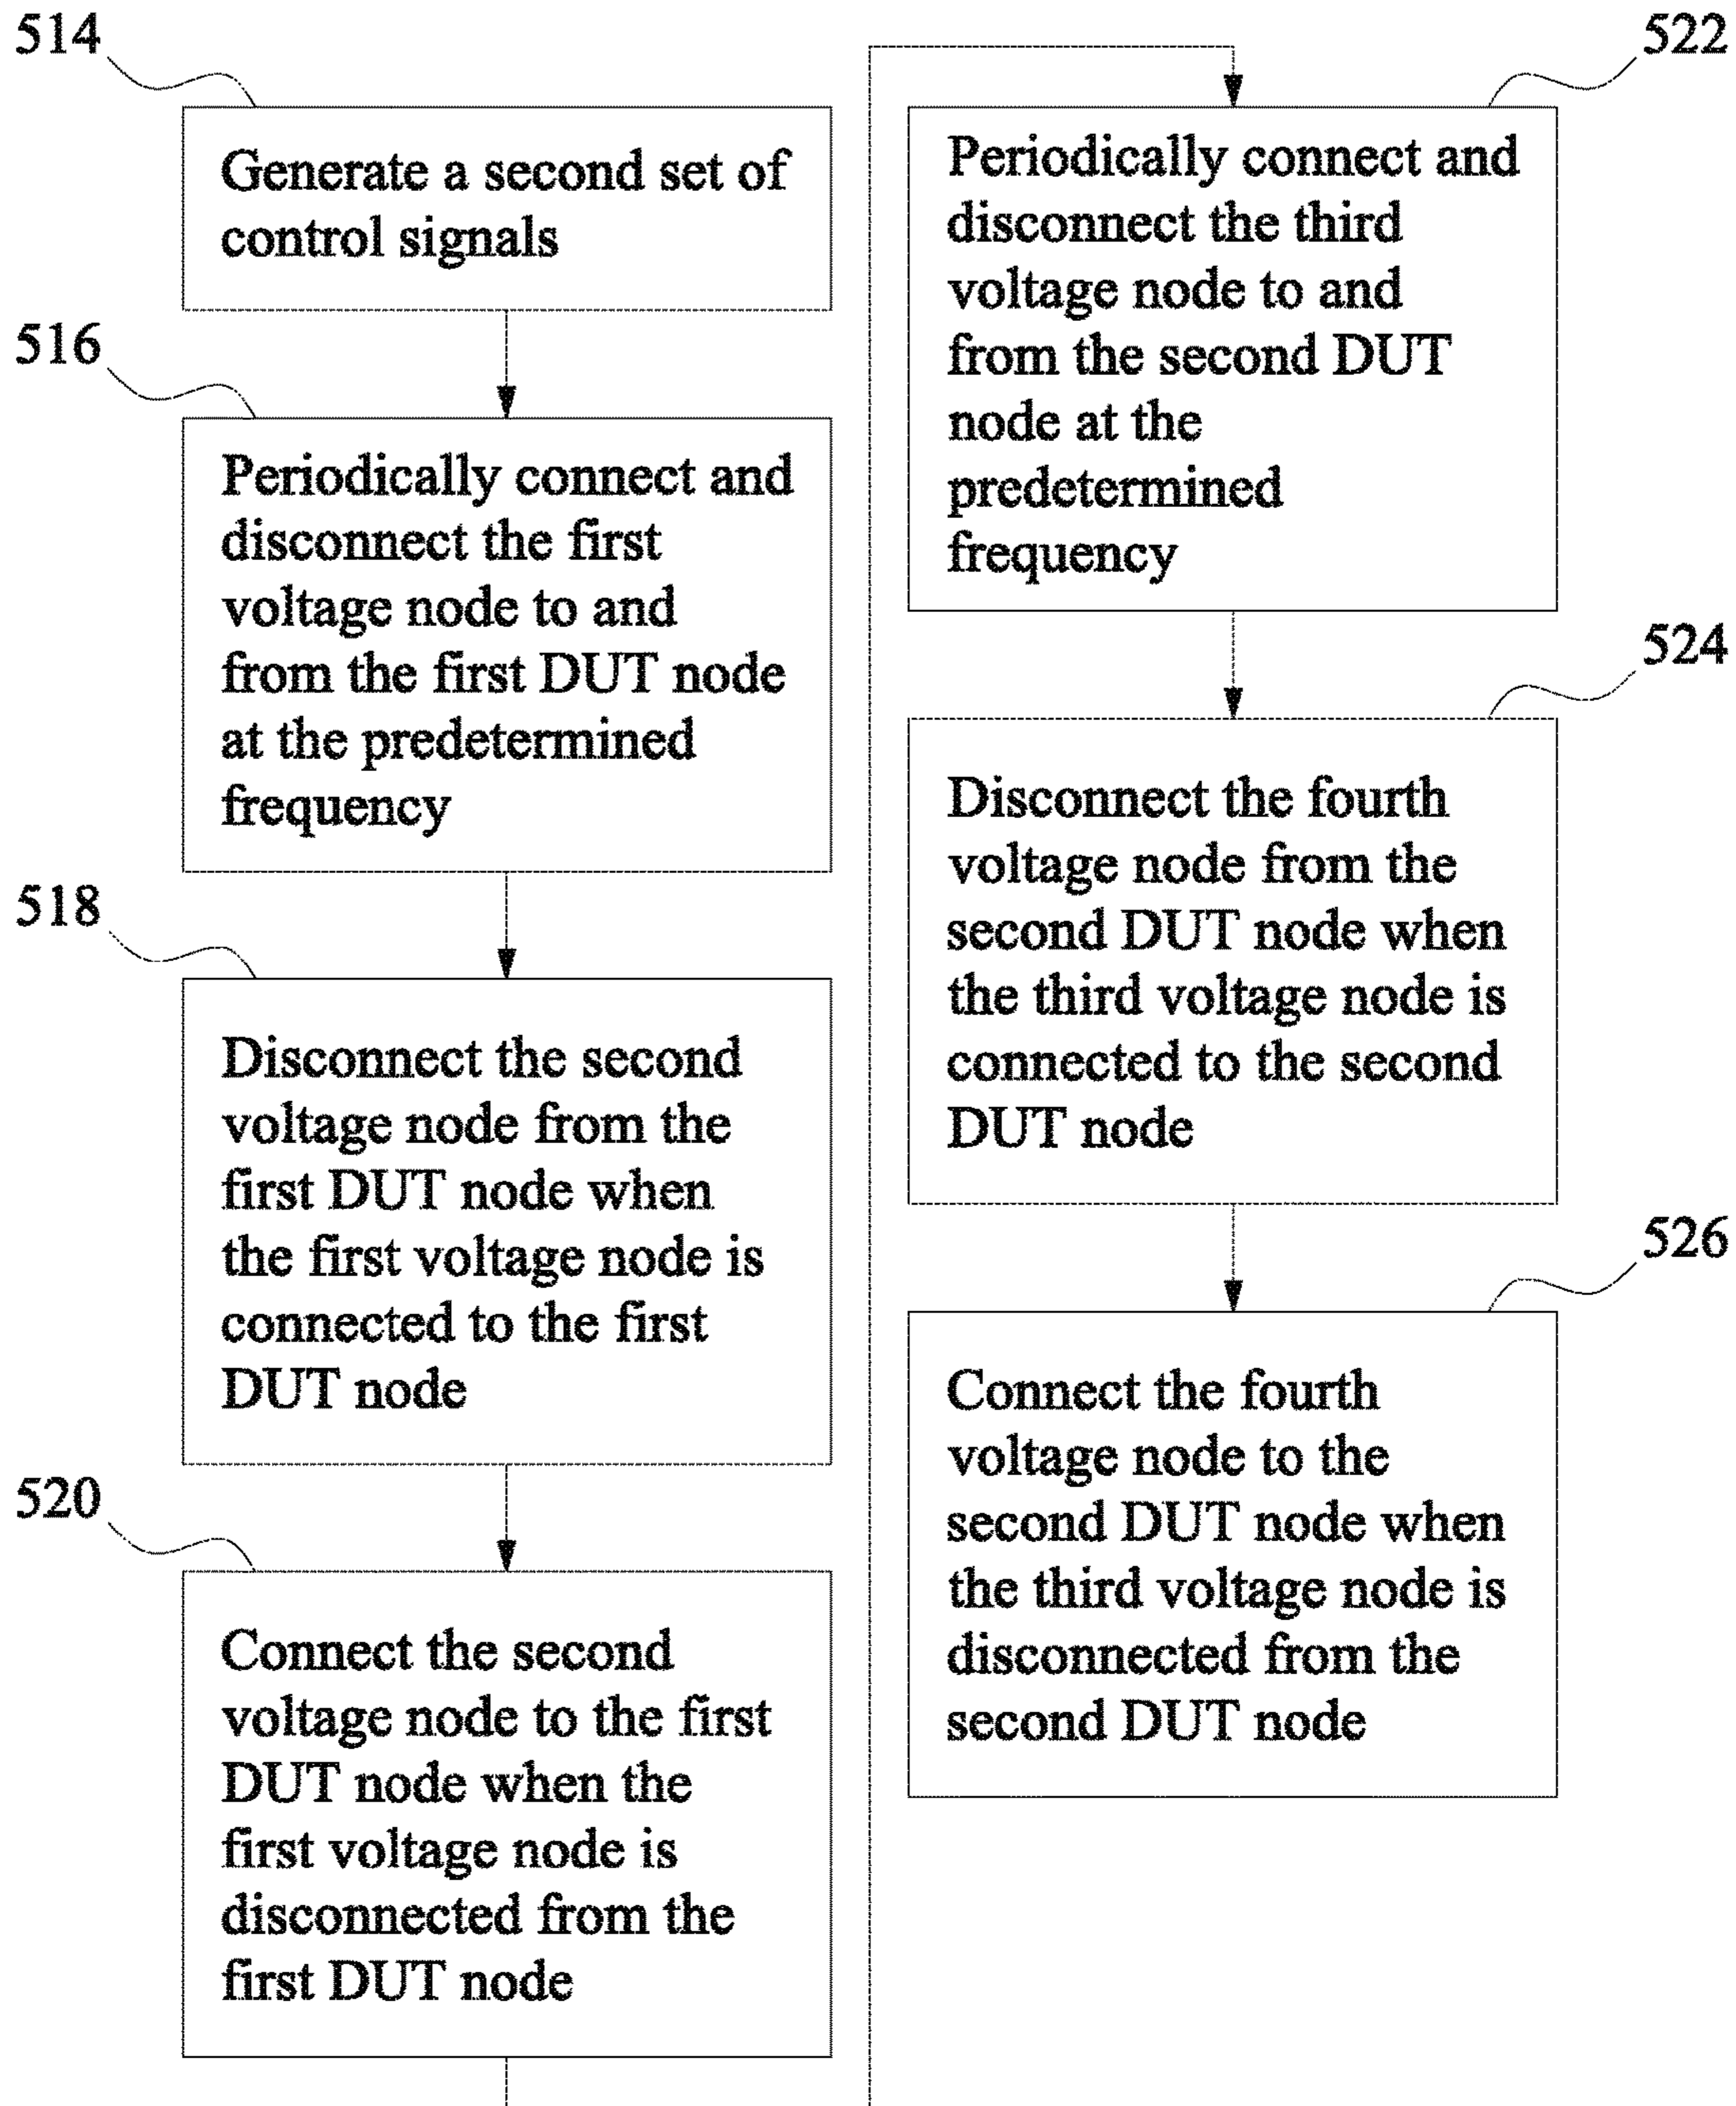 514
Generate a second set of
control signals
516
Periodically connect and
disconnect the first
voltage node to and
from the first DUT node
at the predetermined
frequency
518
Disconnect the second
voltage node from the
first DUT node when
the first voltage node is
connected to the first
DUT node
520
Connect the second
voltage node to the first
DUT node when the
first voltage node is
disconnected from the
first DUT node
522
Periodically connect and
disconnect the third
voltage node to and
from the second DUT
node at the
predetermined
frequency
524
Disconnect the fourth
voltage node from the
second DUT node when
the third voltage node is
connected to the second
DUT node
526
Connect the fourth
voltage node to the
second DUT node when
the third voltage node is
disconnected from the
second DUT node